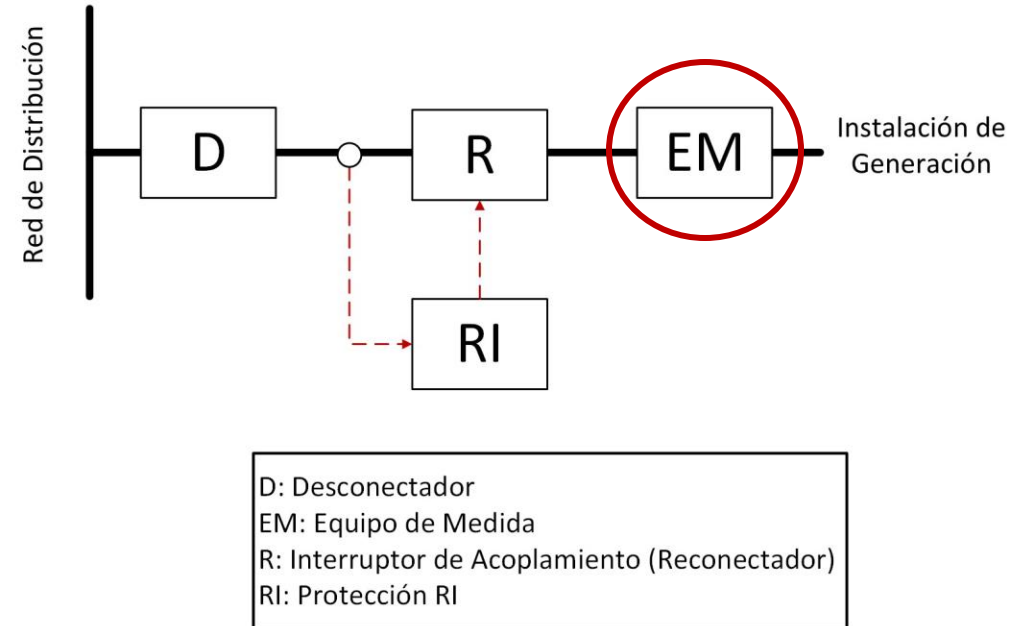 Red de Distribución
D
R
EM
Instalación de
Generación
RI
D: Desconectador
EM: Equipo de Medida
R: Interruptor de Acoplamiento (Reconectador)
RI: Protección RI